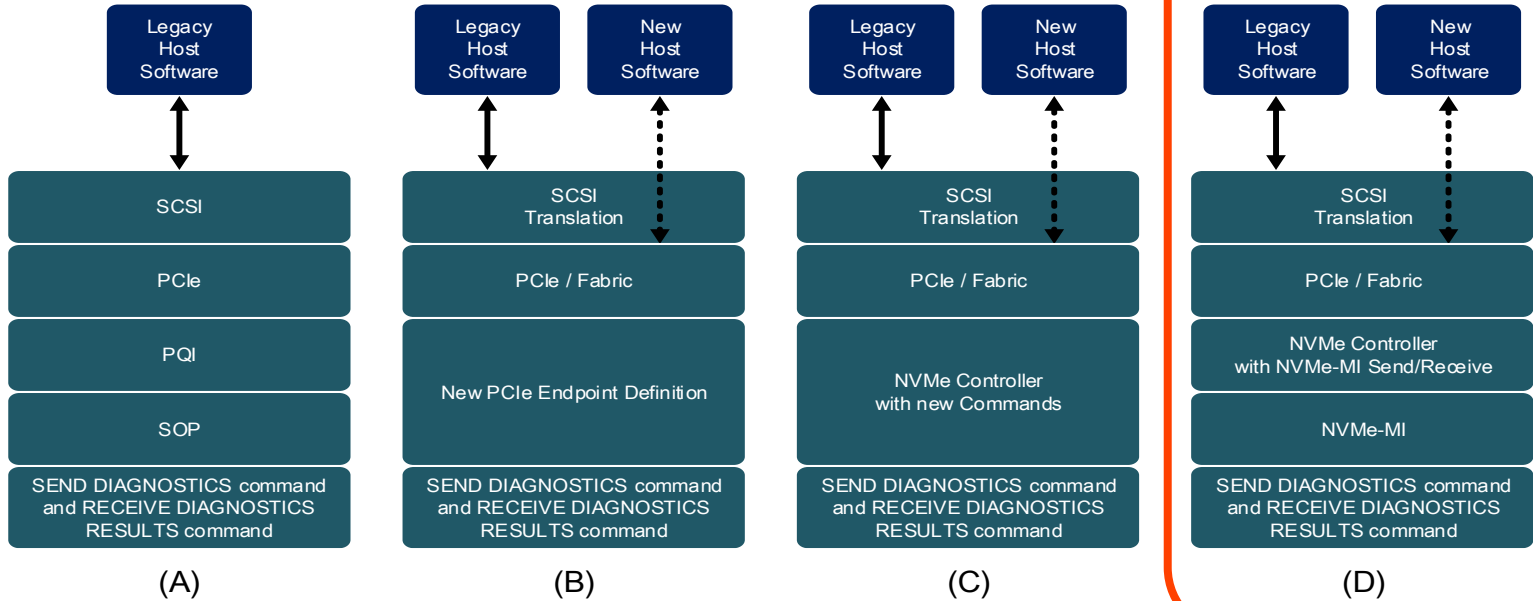 Legacy
Host
Software
SCSI
PCIe
PQI
SOP
SEND DIAGNOSTICS command
and RECEIVE DIAGNOSTICS
RESULTS command
(A)
Legacy
Host
Software
New
Host
Software
SCSI
Translation
PCIe / Fabric
New PCIe Endpoint Definition
SEND DIAGNOSTICS command
and RECEIVE DIAGNOSTICS
RESULTS command
(B)
Legacy
Host
Software
New
Host
Software
SCSI
Translation
PCIe / Fabric
NVMe Controller
with new Commands
SEND DIAGNOSTICS command
and RECEIVE DIAGNOSTICS
RESULTS command
(C)
Legacy
Host
Software
New
Host
Software
SCSI
Translation
PCIe / Fabric
NVMe Controller
with NVMe-MI Send/Receive
NVMe-MI
SEND DIAGNOSTICS command
and RECEIVE DIAGNOSTICS
RESULTS command
(D)